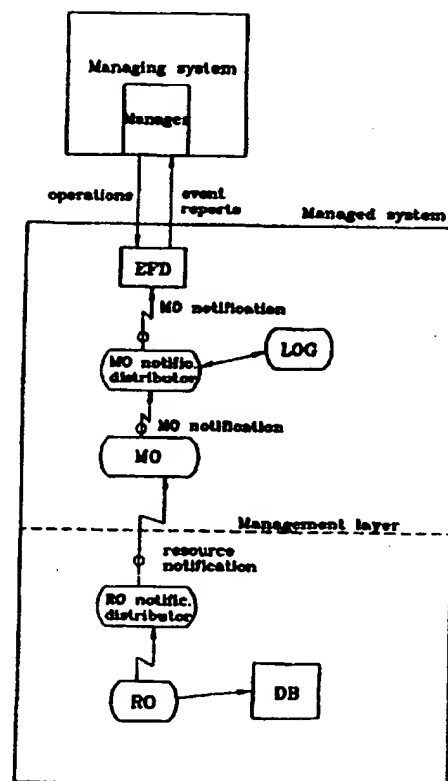 Managing system
Manager
operations
event
reports
Managed system
EFD
MO notification
MO notific.
distributor
LOG
MO notification
MO
Management layer
resource
notification
RO notific.
distributor
RO
DB